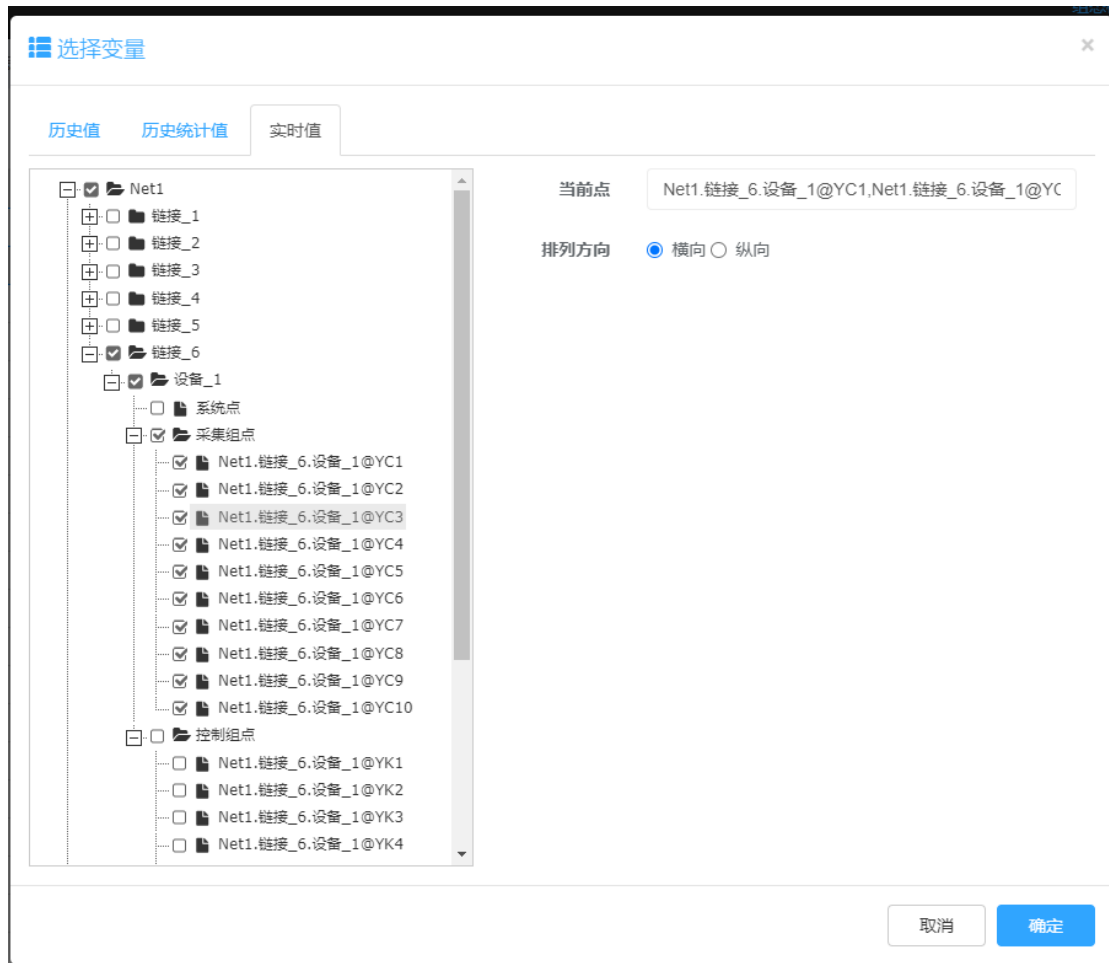 选择变量
×
历史值 历史统计值 实时值
Net1
链接_1
链接_2
链接_3
链接_4
链接_5
链接_6
设备_1
系统点
采集组点
Net1.链接_6.设备_1@YC1
Net1.链接_6.设备_1@YC2
Net1.链接_6.设备_1@YC3
Net1.链接_6.设备_1@YC4
Net1.链接_6.设备_1@YC5
Net1.链接_6.设备_1@YC6
Net1.链接_6.设备_1@YC7
Net1.链接_6.设备_1@YC8
Net1.链接_6.设备_1@YC9
Net1.链接_6.设备_1@YC10
控制组点
Net1.链接_6.设备_1@YK1
Net1.链接_6.设备_1@YK2
Net1.链接_6.设备_1@YK3
Net1.链接_6.设备_1@YK4
当前点 Net1.链接_6.设备_1@YC1,Net1.链接_6.设备_1@YC
排列方向 横向 纵向
取消 确定